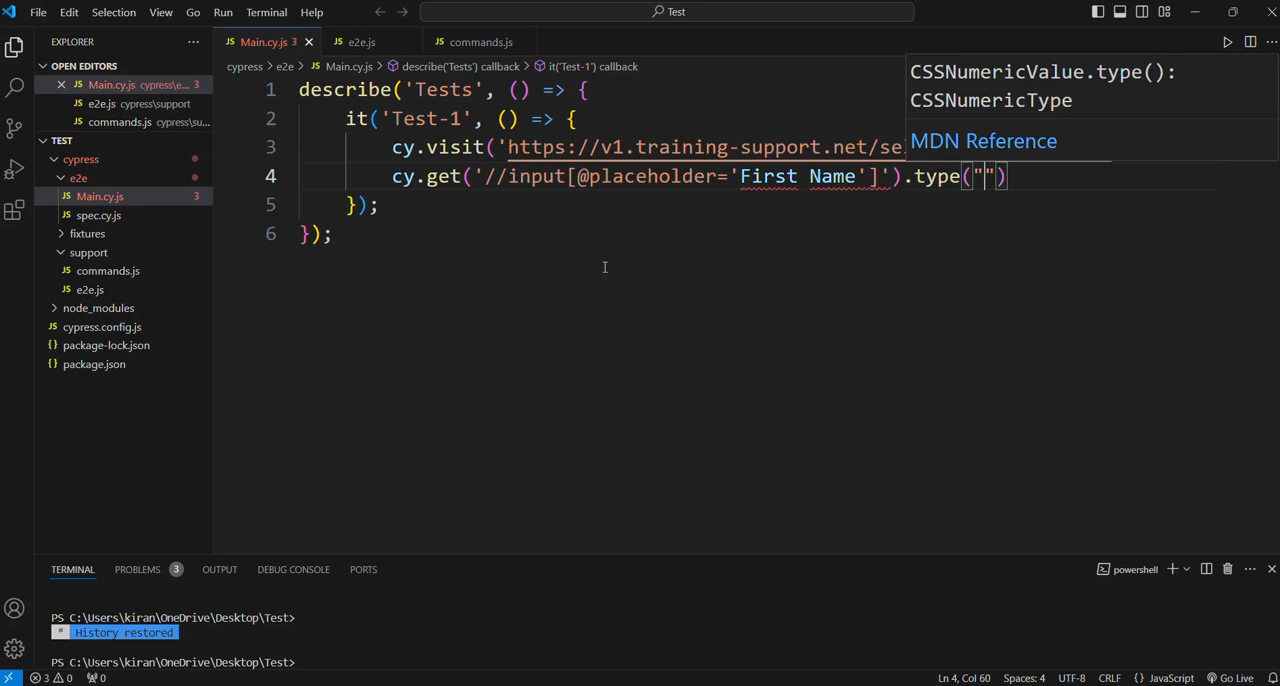 File Edit Selection View Go Run Terminal Help Test
EXPLORER
JS Main.cy.js 3
JS e2e.js
JS commands.js
OPEN EDITORS
JS Main.cy.js cypress\e... 3
JS e2e.js cypress\support
JS commands.js cypress\su...
TEST
cypress
e2e
JS Main.cy.js 3
JS spec.cy.js
fixtures
support
JS commands.js
JS e2e.js
node_modules
JS cypress.config.js
{} package-lock.json
{} package.json
cypress > e2e > JS Main.cy.js > describe('Tests') callback > it('Test-1') callback
1 describe('Tests', () => {
2 it('Test-1', () => {
3 cy.visit('https://v1.training-support.net/se
4 cy.get('//input[@placeholder='First Name']').type("")
5 });
6 });
CSSNumericValue.type():
CSSNumericType
MDN Reference
TERMINAL PROBLEMS 3 OUTPUT DEBUG CONSOLE PORTS
powershell
PS C:\Users\kiran\OneDrive\Desktop\Test>
* History restored
PS C:\Users\kiran\OneDrive\Desktop\Test>
3 0 0 Ln 4, Col 60 Spaces: 4 UTF-8 CRLF {} JavaScript Go Live